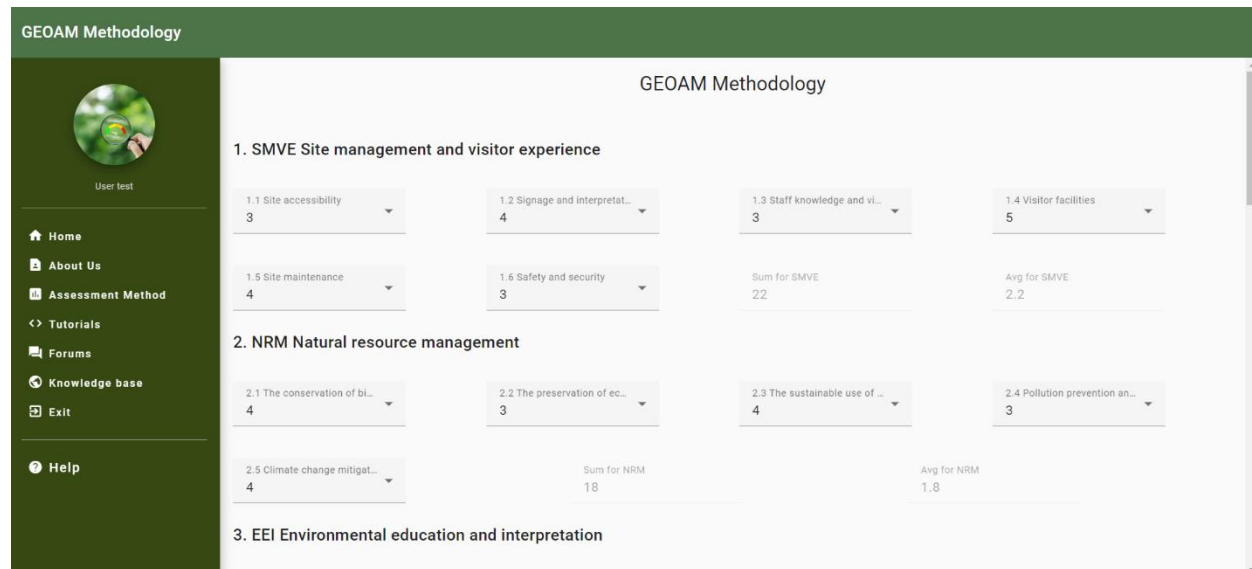 GEOAM Methodology
User test
Home
About Us
Assessment Method
Tutorials
Forums
Knowledge base
Exit
Help
GEOAM Methodology
1. SMVE Site management and visitor experience
1.1 Site accessibility
3
1.2 Signage and interpretat...
4
1.3 Staff knowledge and vi...
3
1.4 Visitor facilities
5
1.5 Site maintenance
4
1.6 Safety and security
3
Sum for SMVE
22
Avg for SMVE
2.2
2. NRM Natural resource management
2.1 The conservation of bi...
4
2.2 The preservation of ec...
3
2.3 The sustainable use of ...
4
2.4 Pollution prevention an...
3
2.5 Climate change mitigat...
4
Sum for NRM
18
Avg for NRM
1.8
3. EEI Environmental education and interpretation